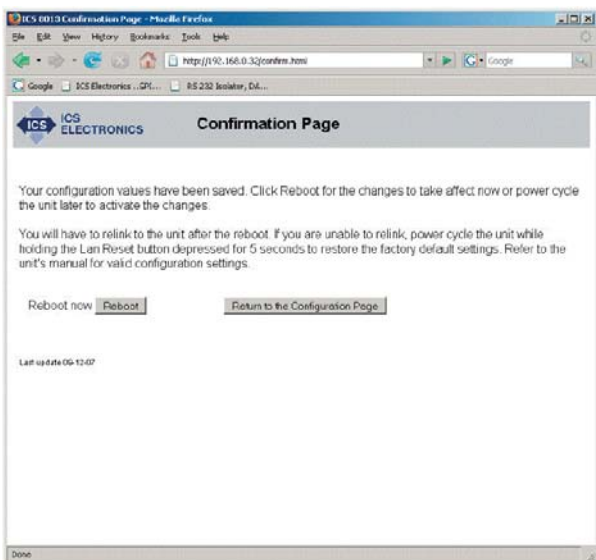 ICS 8013 Confirmation Page - Mozilla Firefox
File Edit View History Bookmarks Tools Help
http://192.168.0.32/confirm.html
Google
Google ICS Electronics ...GPI... RS 232 Isolator, DA...
ICS
ICS
ELECTRONICS
Confirmation Page
Your configuration values have been saved. Click Reboot for the changes to take affect now or power cycle
the unit later to activate the changes.
You will have to relink to the unit after the reboot. If you are unable to relink, power cycle the unit while
holding the Lan Reset button depressed for 5 seconds to restore the factory default settings. Refer to the
unit's manual for valid configuration settings.
Reboot now Reboot
Return to the Configuration Page
Last update 06-12-07
Done